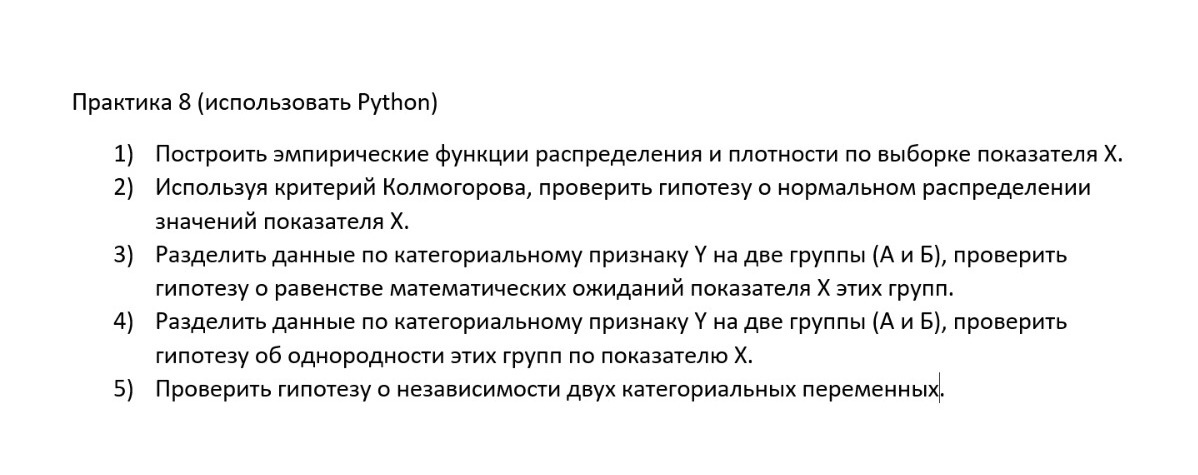 Практика 8 (использовать Python)
1) Построить эмпирические функции распределения и плотности по выборке показателя X.
2) Используя критерий Колмогорова, проверить гипотезу о нормальном распределении
значений показателя X.
3) Разделить данные по категориальному признаку Y на две группы (А и Б), проверить
гипотезу о равенстве математических ожиданий показателя X этих групп.
4) Разделить данные по категориальному признаку Y на две группы (А и Б), проверить
гипотезу об однородности этих групп по показателю X.
5) Проверить гипотезу о независимости двух категориальных переменных.